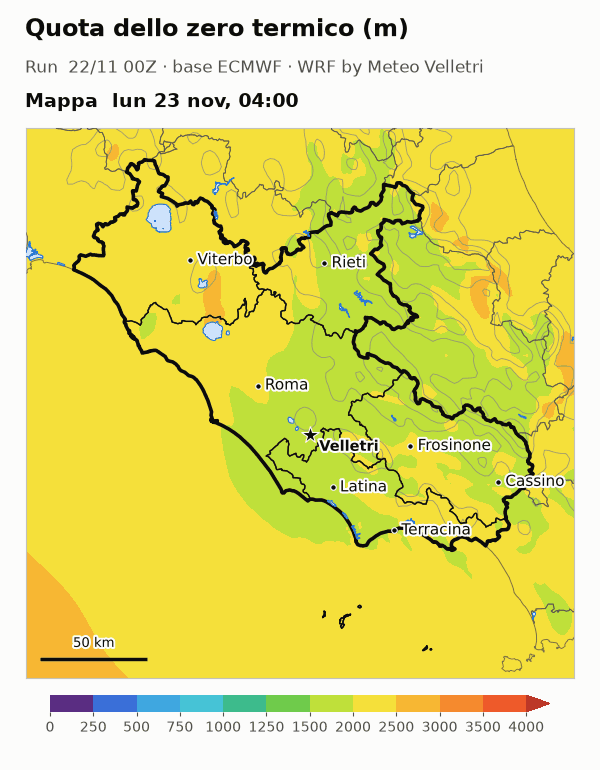 Quota dello zero termico (m)
Run  22/11 00Z · base ECMWF · WRF by Meteo Velletri
Mappa  lun 23 nov, 04:00
Viterbo
Rieti
Roma
Velletri
Frosinone
Cassino
Latina
Terracina
50 km
0 250 500 750 1000 1250 1500 2000 2500 3000 3500 4000